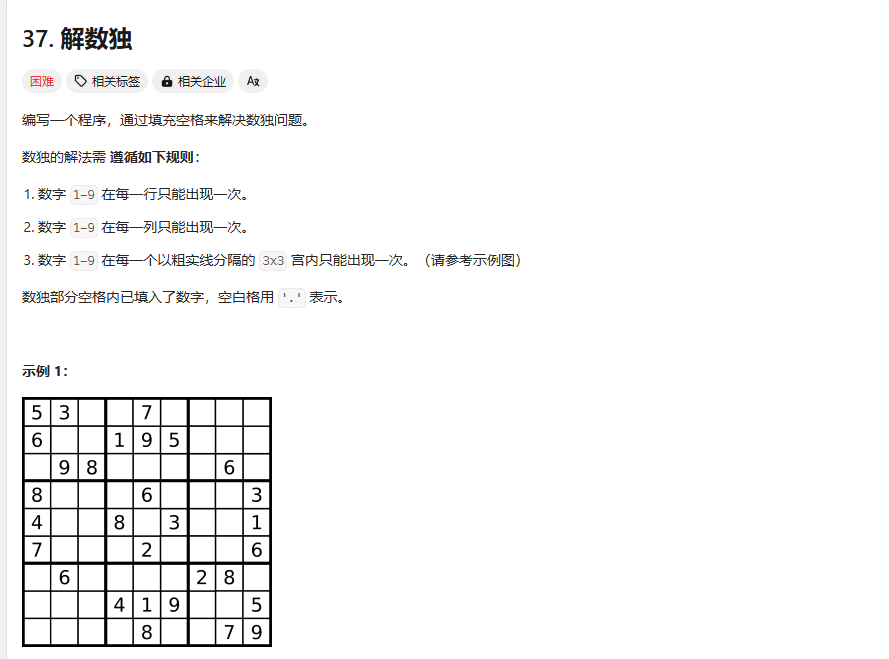 37. 解数独
困难 相关标签 相关企业 Aҳ
编写一个程序，通过填充空格来解决数独问题。
数独的解法需 遵循如下规则：
1. 数字 1-9 在每一行只能出现一次。
2. 数字 1-9 在每一列只能出现一次。
3. 数字 1-9 在每一个以粗实线分隔的 3x3 宫内只能出现一次。（请参考示例图）
数独部分空格内已填入了数字，空白格用 '.' 表示。
示例 1：
5 3 7
6 1 9 5
9 8 6
8 6 3
4 8 3 1
7 2 6
6 2 8
4 1 9 5
8 7 9